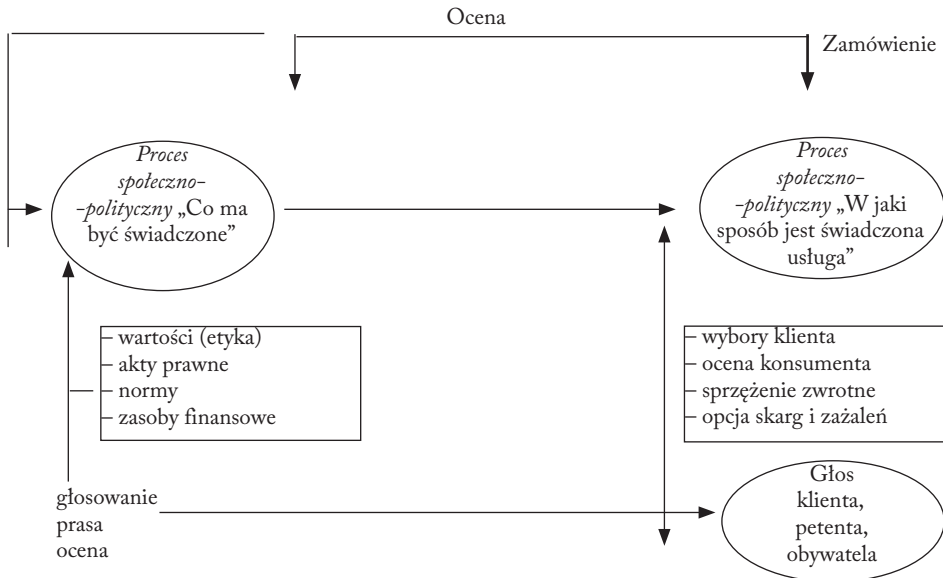 Ocena
Zamówienie
Proces
społeczno-
-polityczny „Co ma
być świadczone”
Proces
społeczno-
-polityczny „W jaki
sposób jest świadczona
usługa”
– wartości (etyka)
– akty prawne
– normy
– zasoby finansowe
– wybory klienta
– ocena konsumenta
– sprzężenie zwrotne
– opcja skarg i zażaleń
głosowanie
prasa
ocena
Głos
klienta,
petenta,
obywatela